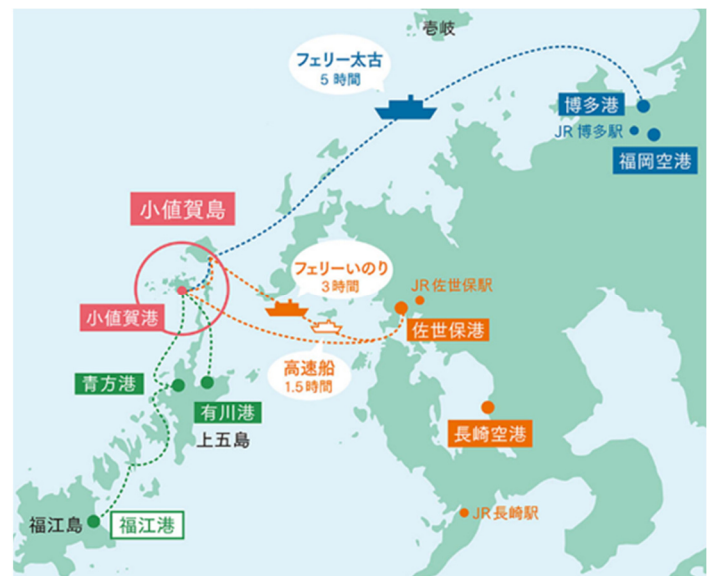 壱岐
フェリー太古
5時間
博多港
JR博多駅
福岡空港
小値賀島
フェリーいのり
3時間
JR佐世保駅
小値賀港
佐世保港
高速船
1.5時間
青方港
有川港
上五島
長崎空港
JR長崎駅
福江島
福江港